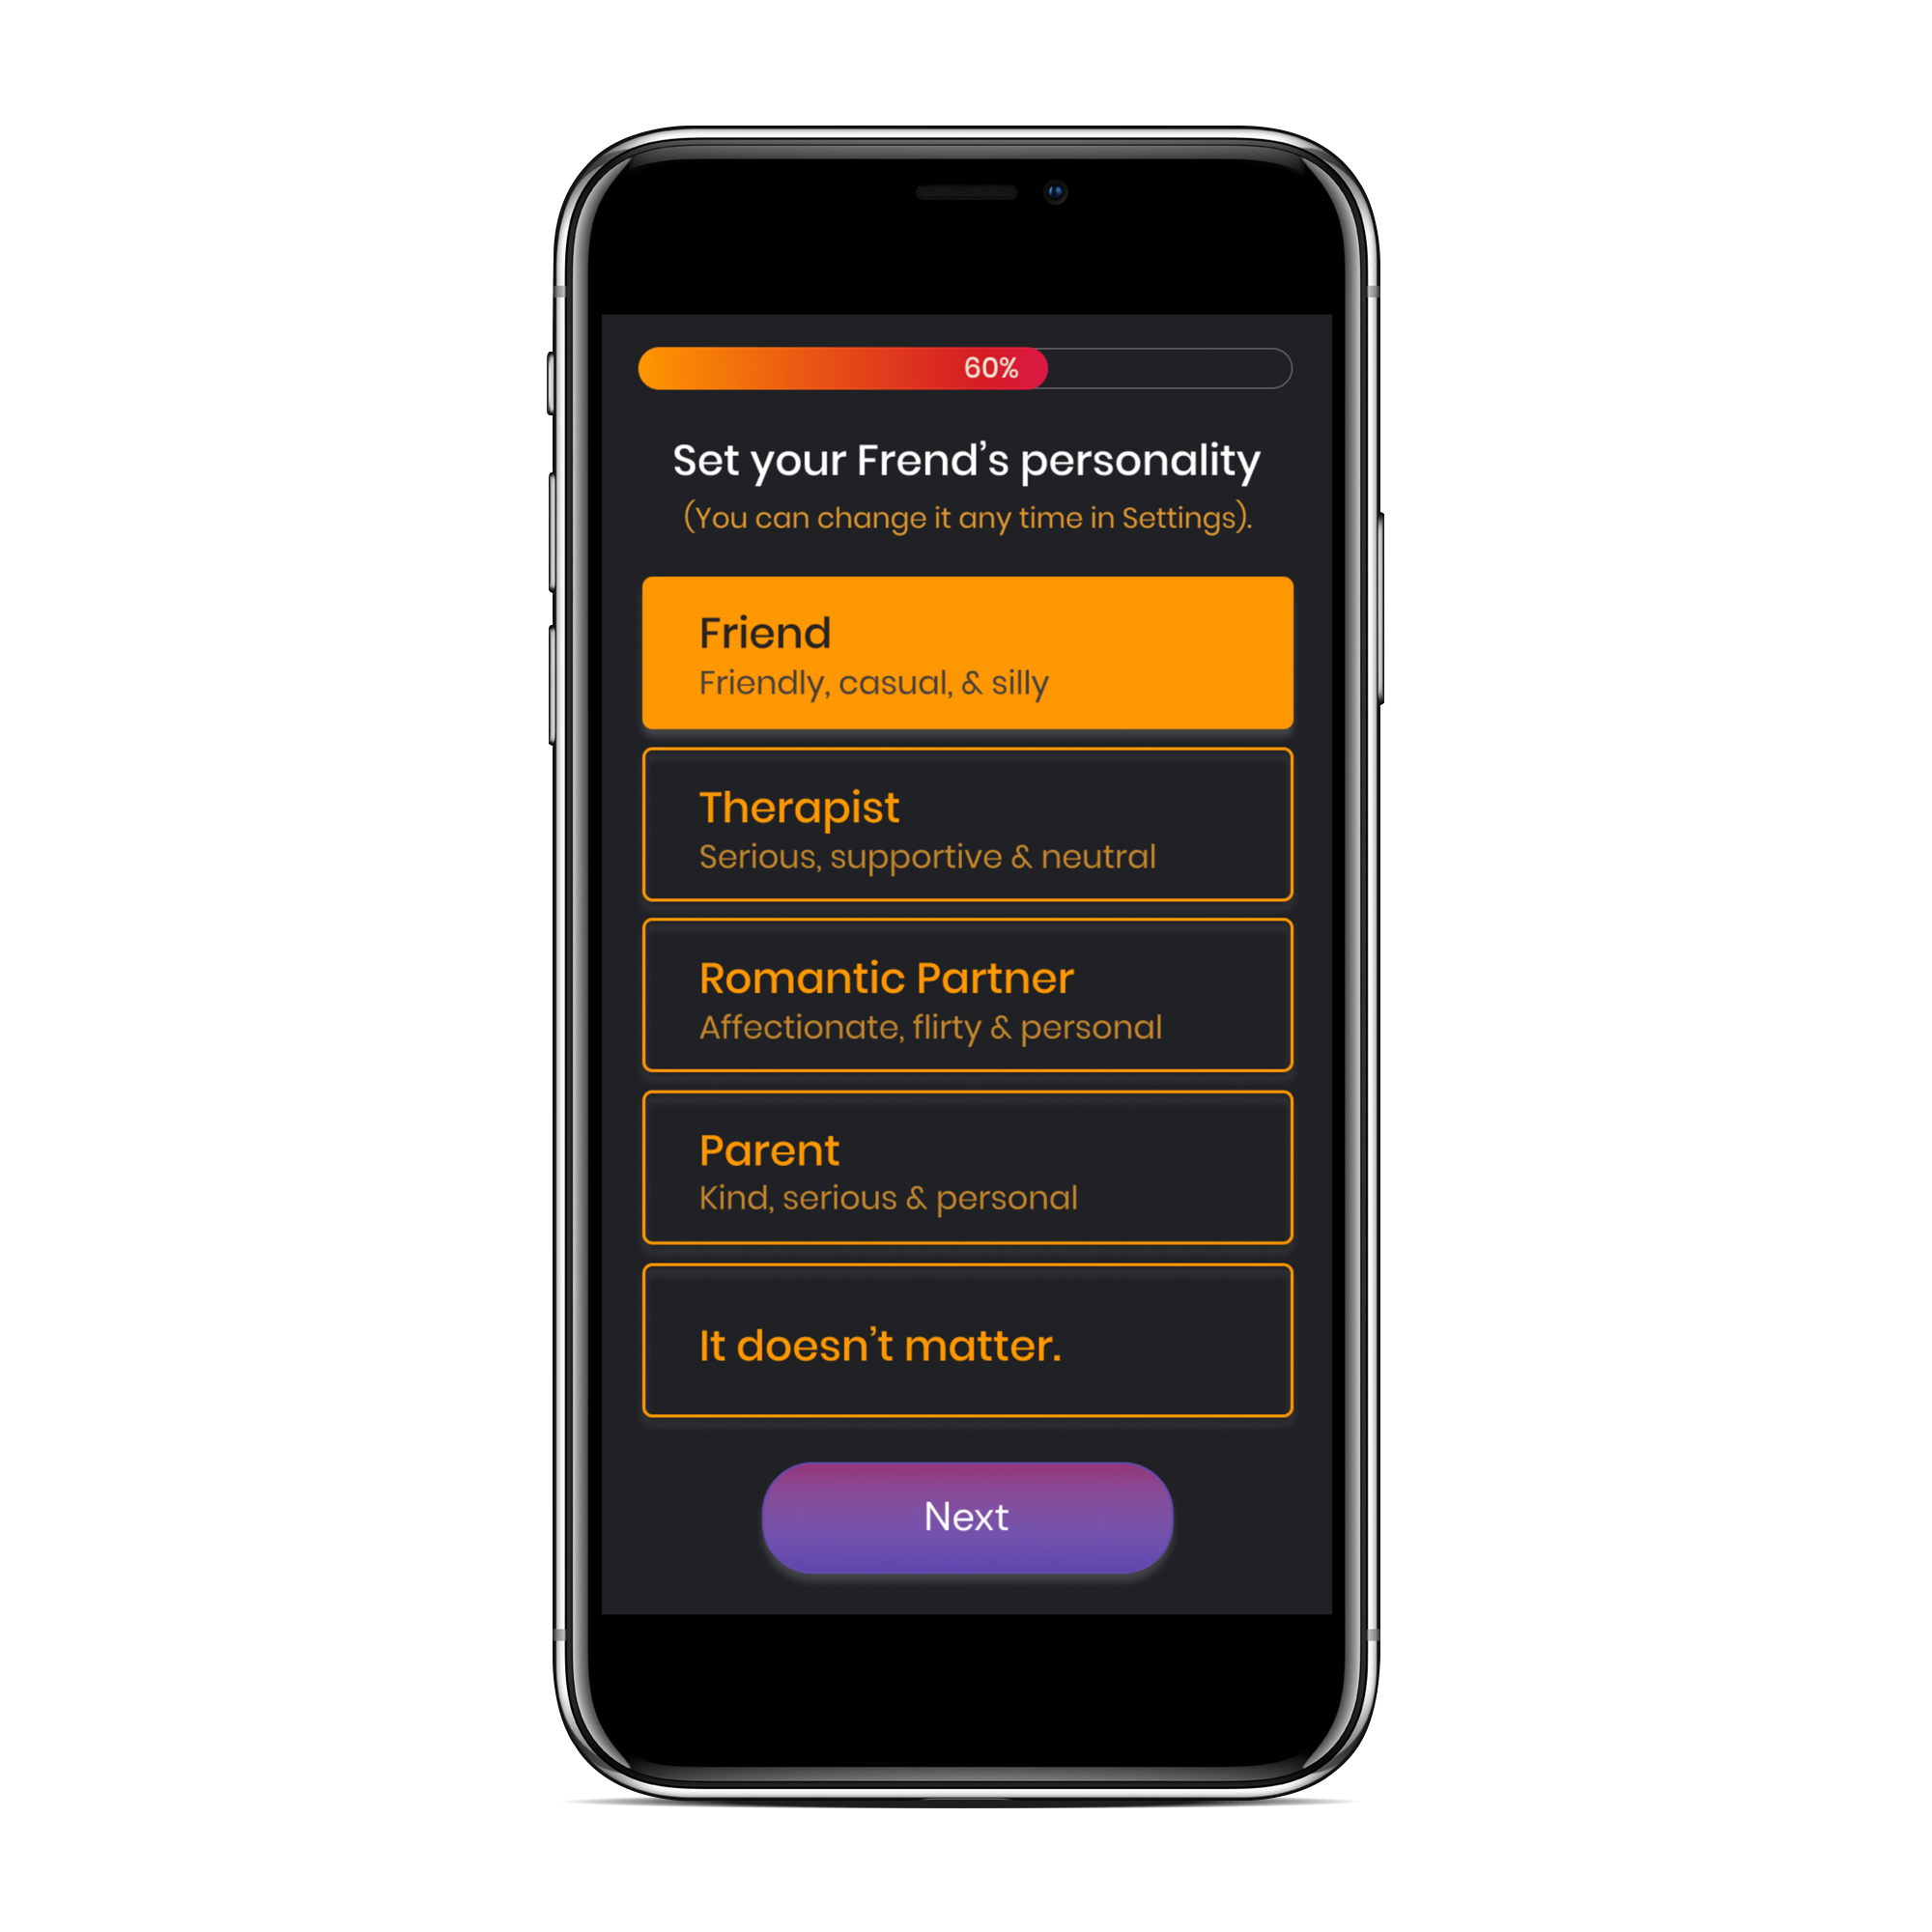 60%
Set your Frend’s personality
(You can change it any time in Settings).
Friend
Friendly, casual, & silly
Therapist
Serious, supportive & neutral
Romantic Partner
Affectionate, flirty & personal
Parent
Kind, serious & personal
It doesn’t matter.
Next